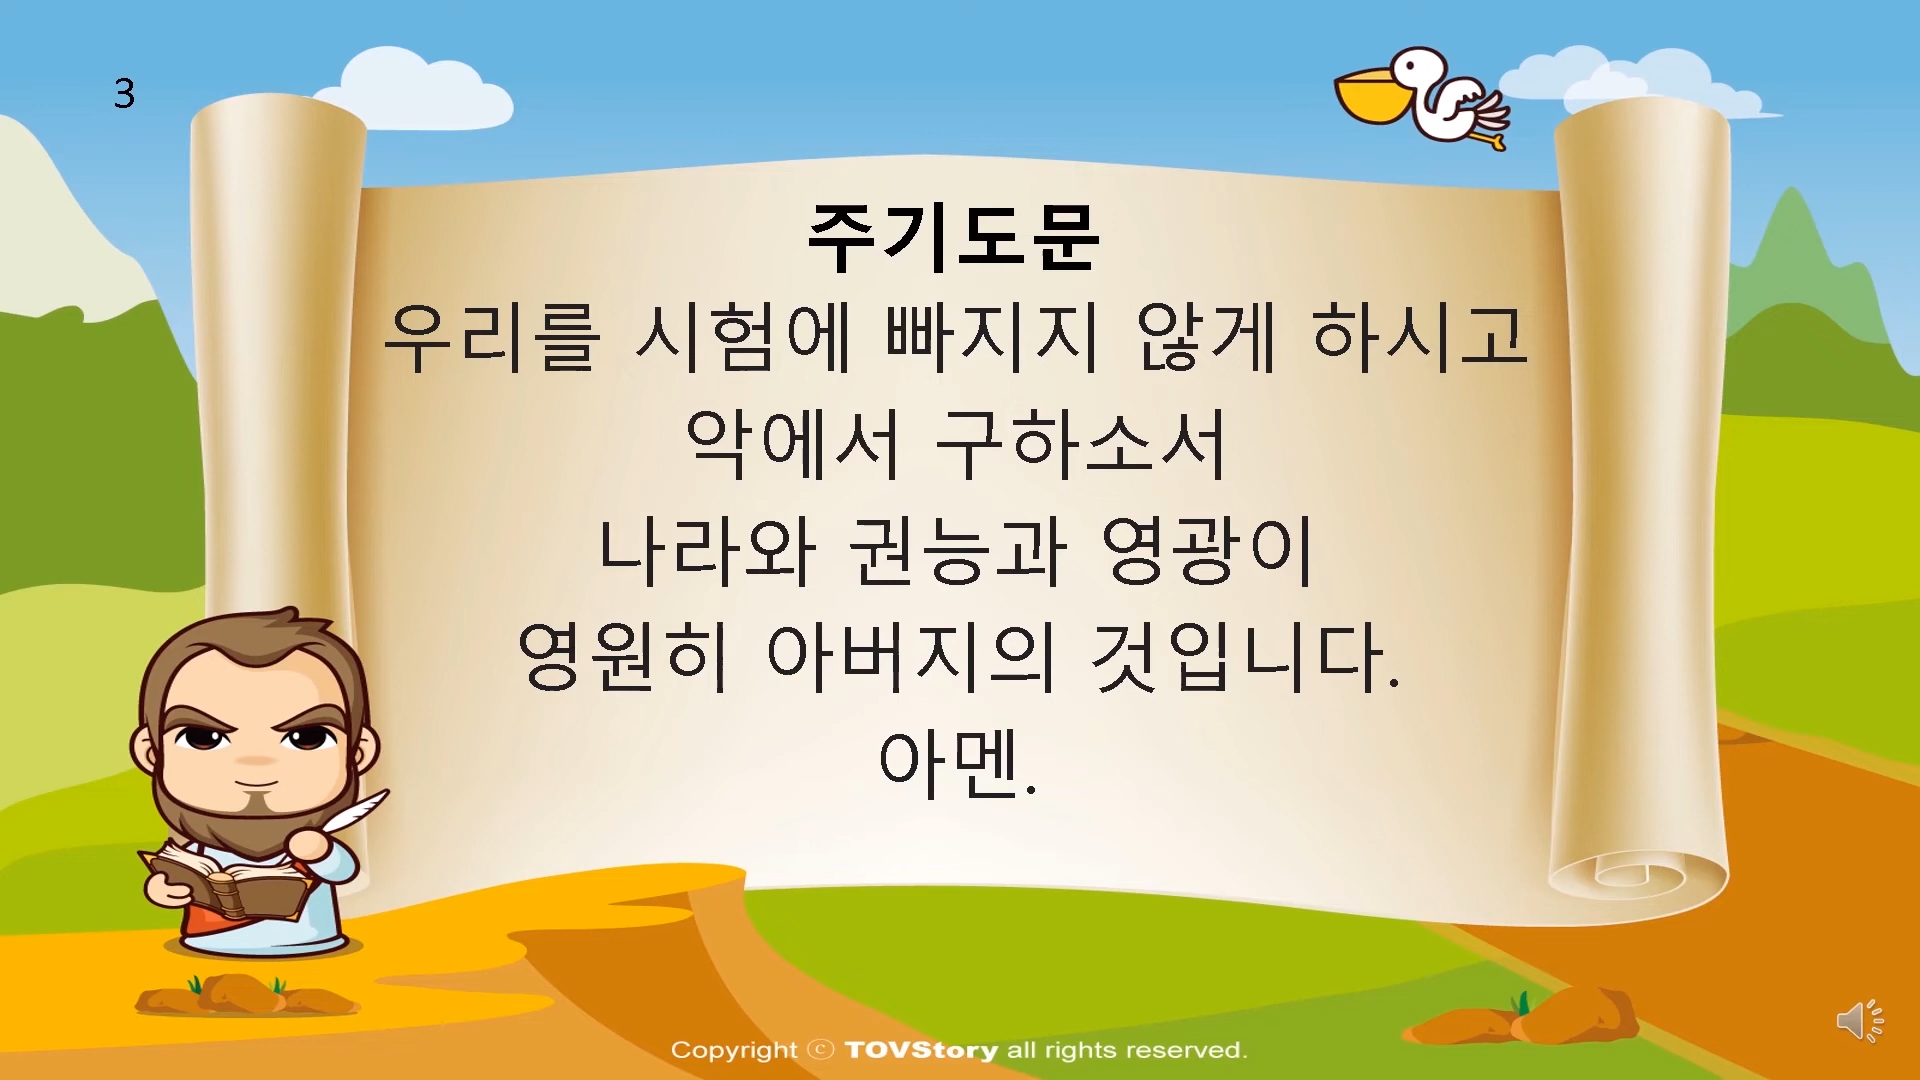 3
주기도문
우리를 시험에 빠지지 않게 하시고
악에서 구하소서
나라와 권능과 영광이
영원히 아버지의 것입니다.
아멘.
Copyright ⓒ TOVStory all rights reserved.